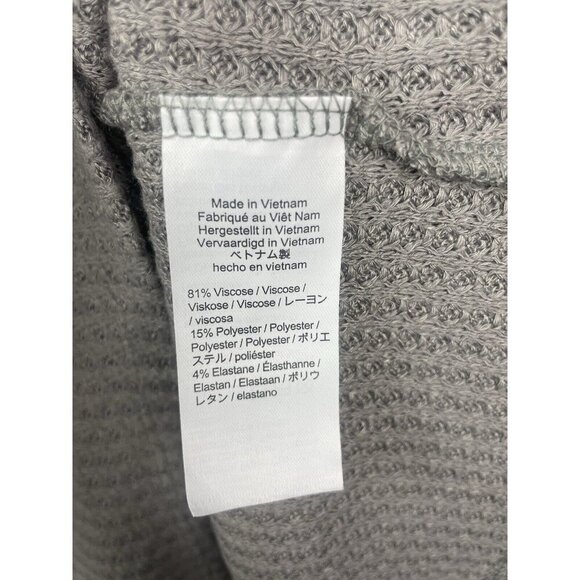 Made in Vietnam
Fabriqué au Viêt Nam
Hergestellt in Vietnam
Vervaardigd in Vietnam
ベトナム製
hecho en vietnam
81% Viscose / Viscose /
Viskose / Viscose / レーヨン
/ viscosa
15% Polyester / Polyester /
Polyester / Polyester / ポリエ
ステル / poliéster
4% Elastane / Élasthanne /
Elastan / Elastaan / ポリウ
レタン / elastano